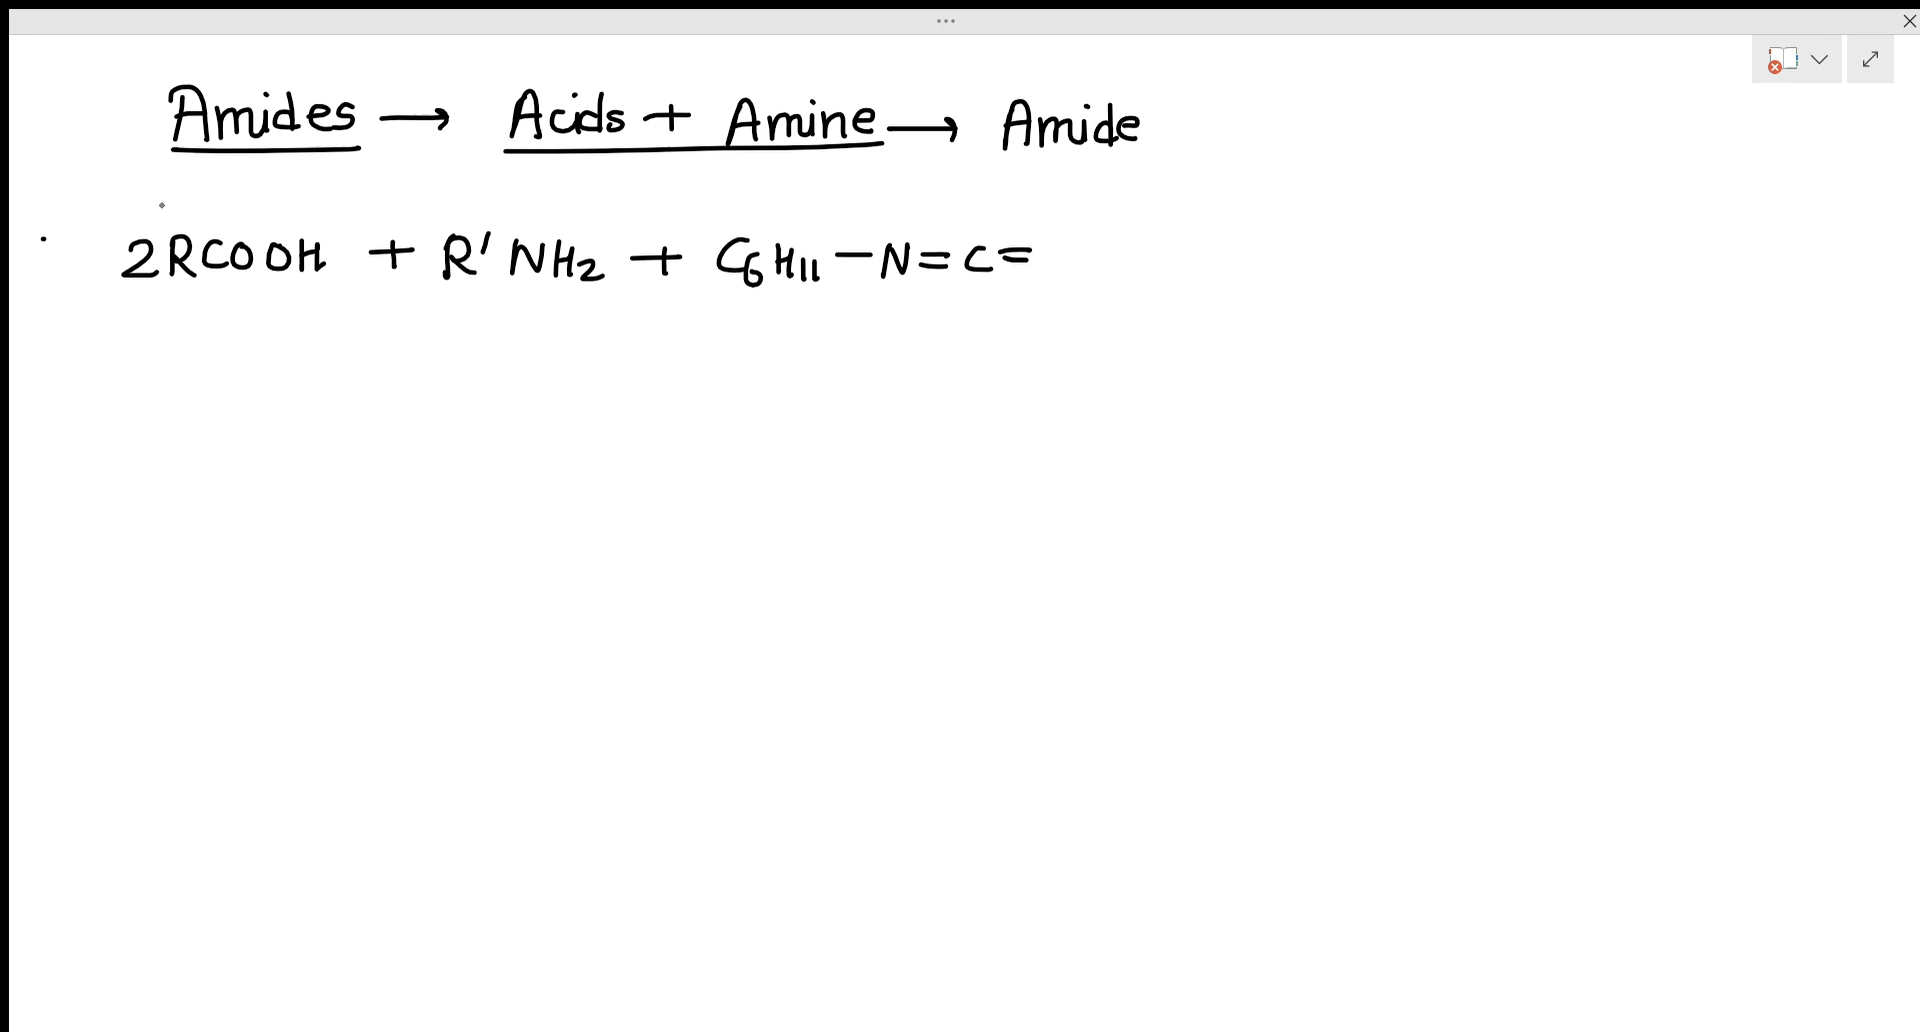 Amides → Acids + Amine → Amide
2RCOOH + R'NH₂ + C₆H₁₁–N=C=